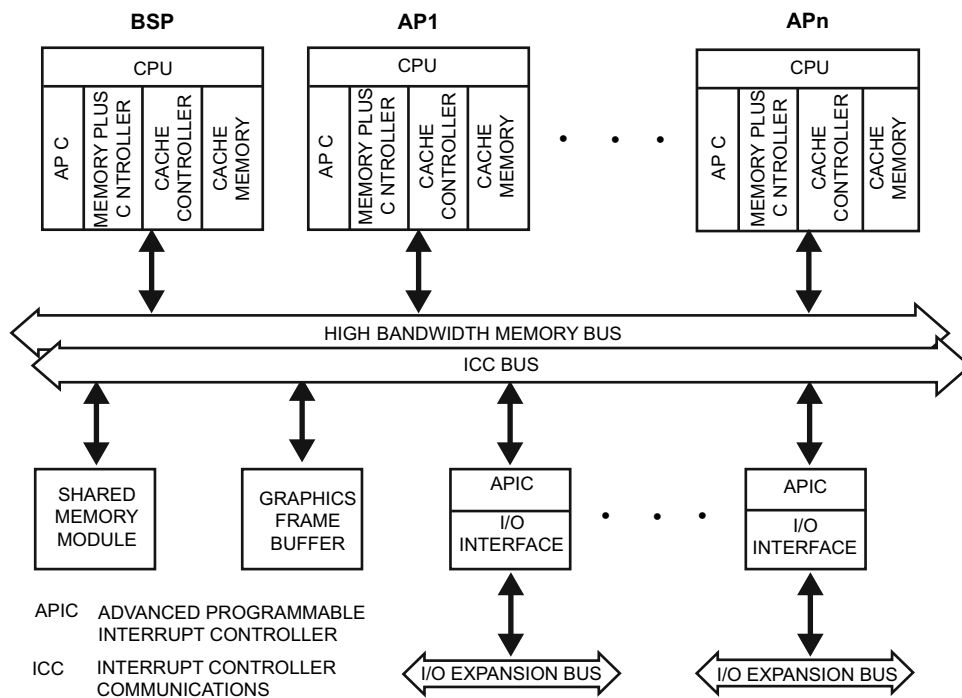 BSP
AP1
APn
CPU
AP C
MEMORY PLUS
C NTROLLER
CACHE
CONTROLLER
CACHE
MEMORY
CPU
AP C
MEMORY PLUS
C NTROLLER
CACHE
CONTROLLER
CACHE
MEMORY
CPU
AP C
MEMORY PLUS
C NTROLLER
CACHE
CONTROLLER
CACHE
MEMORY
HIGH BANDWIDTH MEMORY BUS
ICC BUS
SHARED
MEMORY
MODULE
GRAPHICS
FRAME
BUFFER
APIC
I/O
INTERFACE
APIC
I/O
INTERFACE
APIC ADVANCED PROGRAMMABLE
INTERRUPT CONTROLLER
ICC INTERRUPT CONTROLLER
COMMUNICATIONS
I/O EXPANSION BUS
I/O EXPANSION BUS